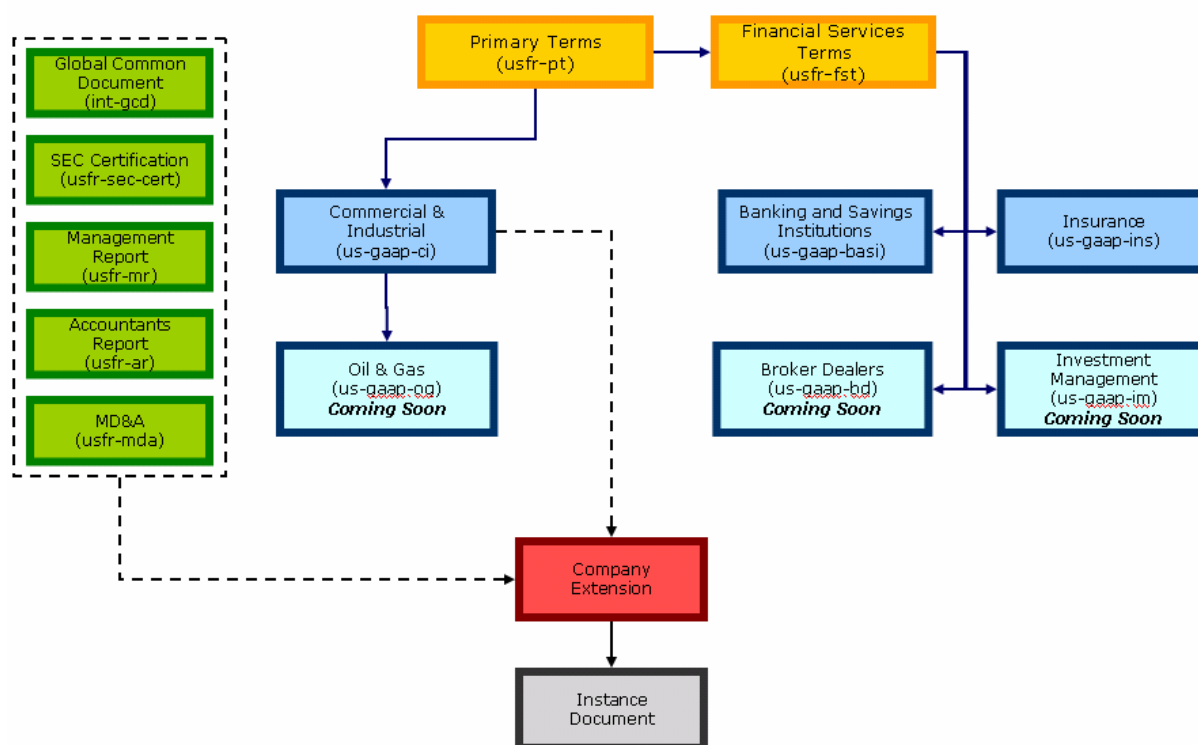 Global Common
Document
(int-gcd)
SEC Certification
(usfr-sec-cert)
Management
Report
(usfr-mr)
Accountants
Report
(usfr-ar)
MD&A
(usfr-mda)
Primary Terms
(usfr-pt)
Financial Services
Terms
(usfr-fst)
Commercial &
Industrial
(us-gaap-ci)
Banking and Savings
Institutions
(us-gaap-basi)
Insurance
(us-gaap-ins)
Oil & Gas
(us-gaap-og)
Coming Soon
Broker Dealers
(us-gaap-bd)
Coming Soon
Investment
Management
(us-gaap-im)
Coming Soon
Company
Extension
Instance
Document